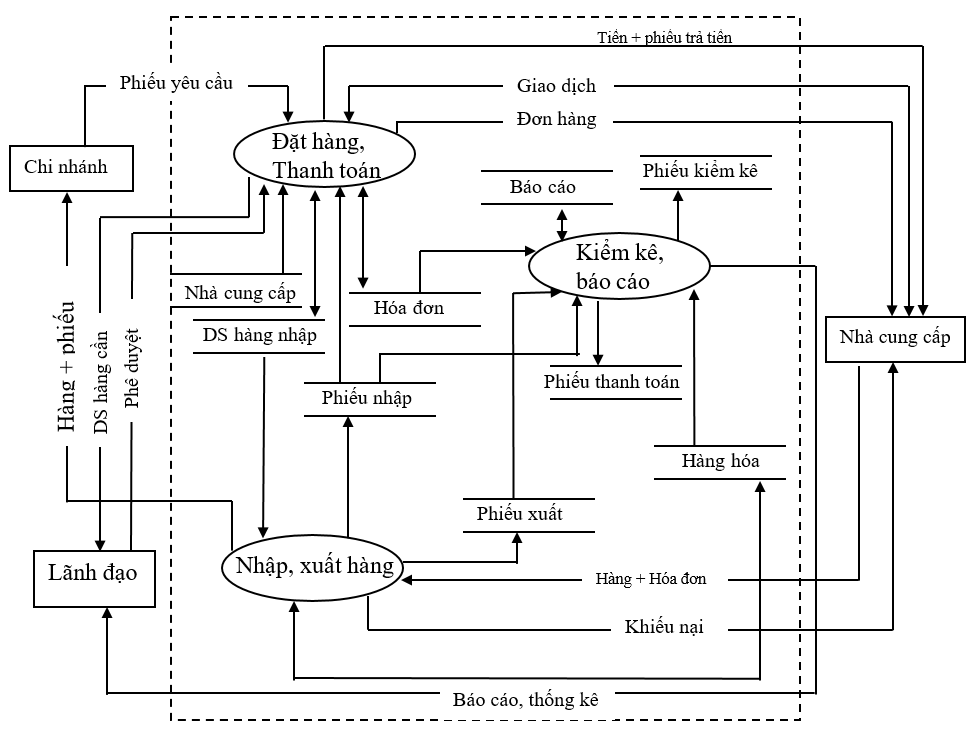 Tiền + phiếu trả tiền
Phiếu yêu cầu
Giao dịch
Đơn hàng
Đặt hàng,
Thanh toán
Chi nhánh
Báo cáo
Phiếu kiểm kê
Kiểm kê,
báo cáo
Nhà cung cấp
Hóa đơn
DS hàng nhập
Nhà cung cấp
Hàng + phiếu
DS hàng cần
Phê duyệt
Phiếu nhập
Phiếu thanh toán
Hàng hóa
Phiếu xuất
Lãnh đạo
Nhập, xuất hàng
Hàng + Hóa đơn
Khiếu nại
Báo cáo, thống kê